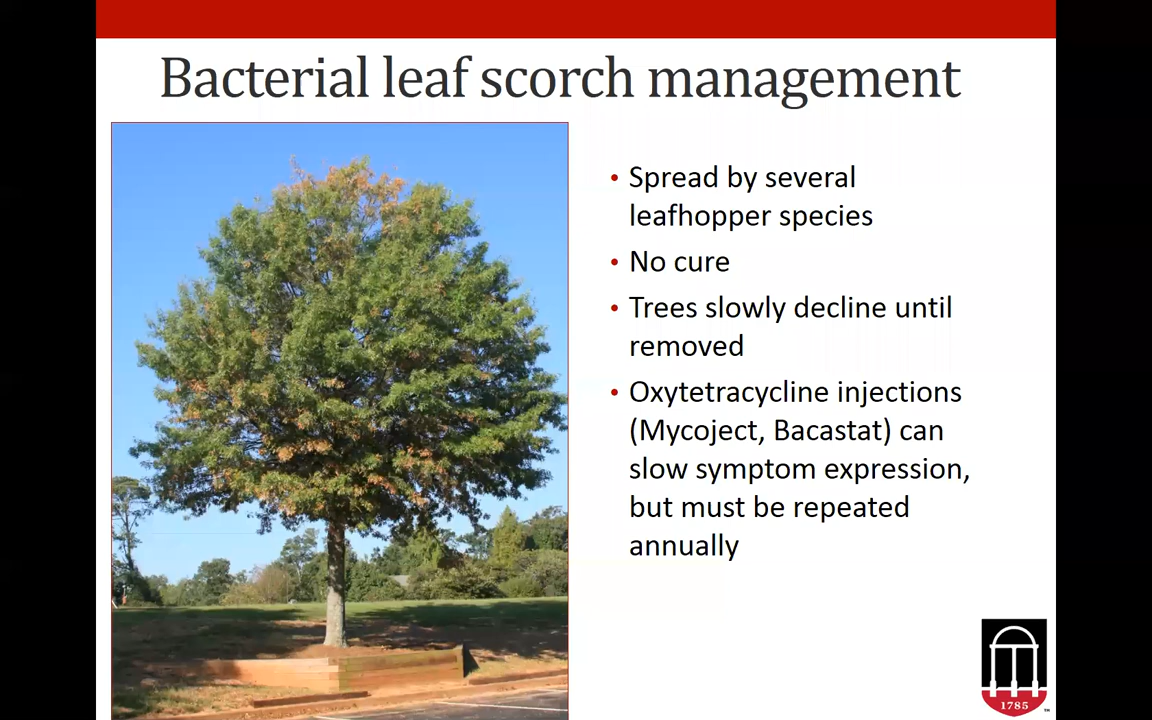 Bacterial leaf scorch management
• Spread by several
leafhopper species
• No cure
• Trees slowly decline until
removed
• Oxytetracycline injections
(Mycoject, Bacastat) can
slow symptom expression,
but must be repeated
annually
1785
TM